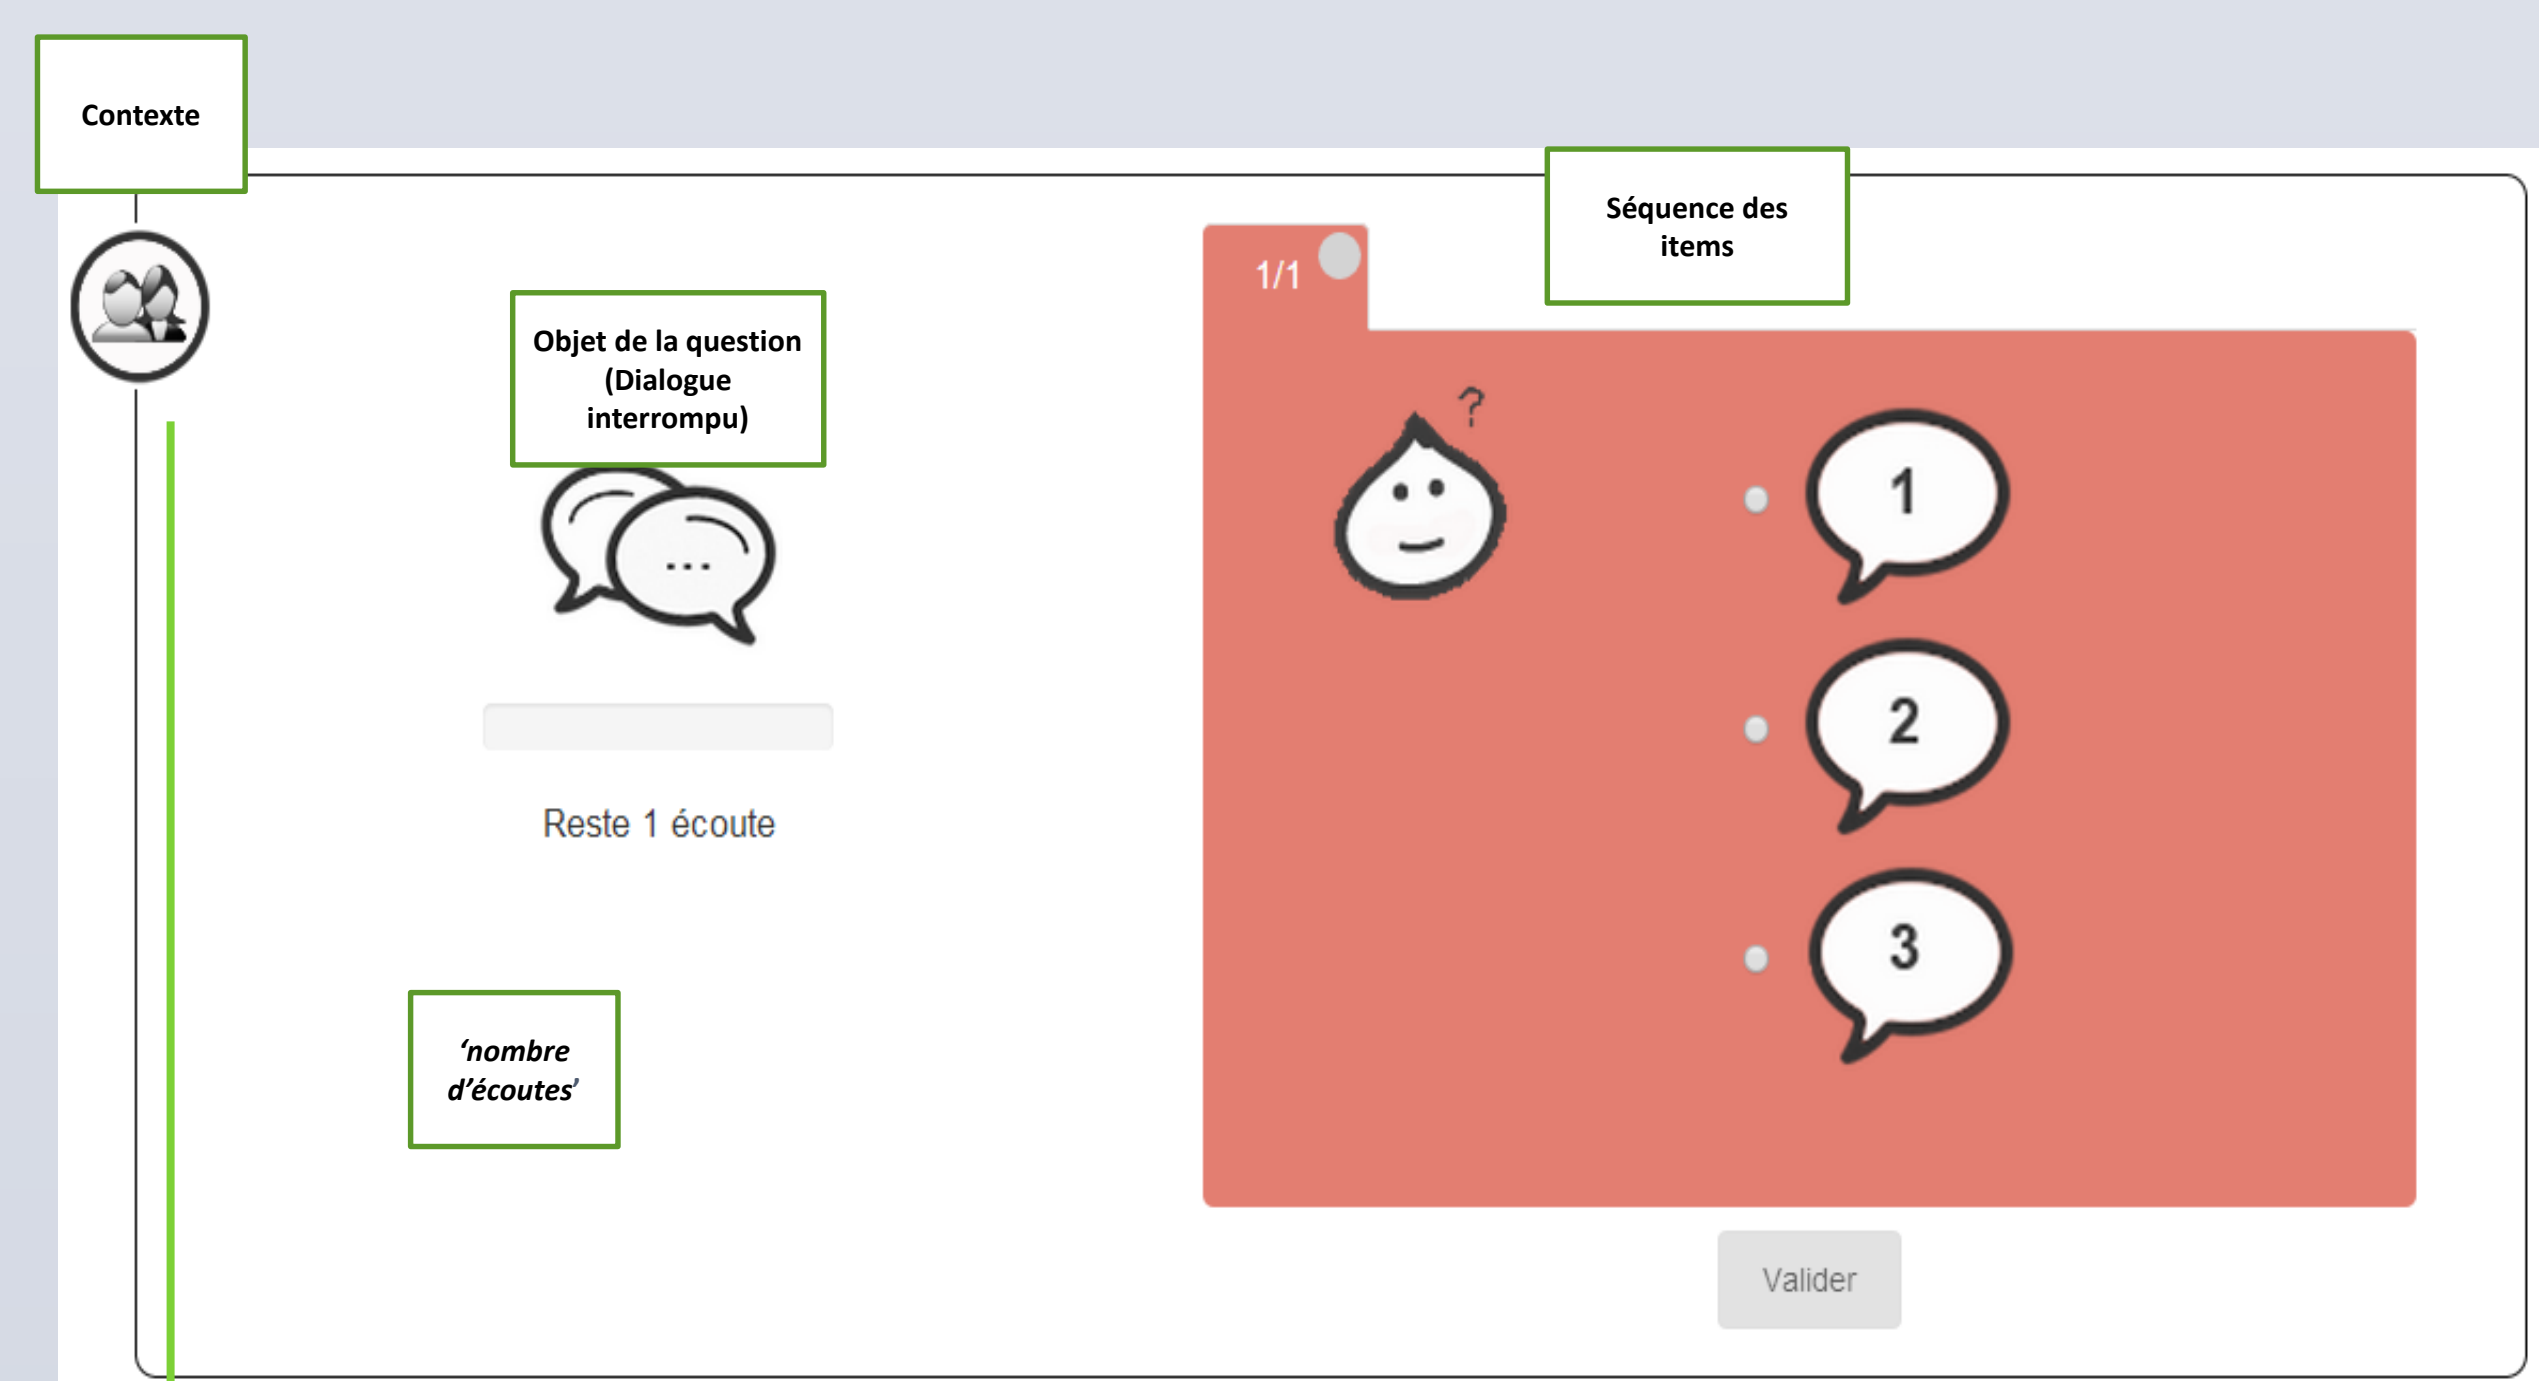 Contexte
Séquence des
items
1/1
Objet de la question
(Dialogue
interrompu)
?
...
1
2
Reste 1 écoute
3
‘nombre
d’écoutes’
Valider